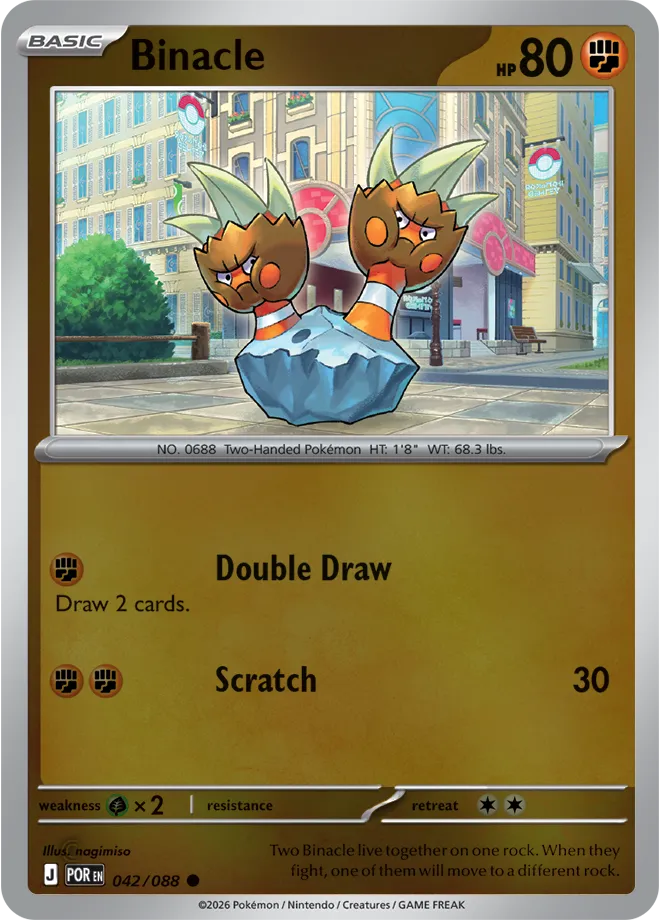 BASIC
Binacle
HP 80
NO. 0688 Two-Handed Pokémon HT: 1'8" WT: 68.3 lbs.
Double Draw
Draw 2 cards.
Scratch 30
weakness ×2 resistance retreat
Illus. nagimiso
Two Binacle live together on one rock. When they
fight, one of them will move to a different rock.
J POR EN 042/088
©2026 Pokémon / Nintendo / Creatures / GAME FREAK